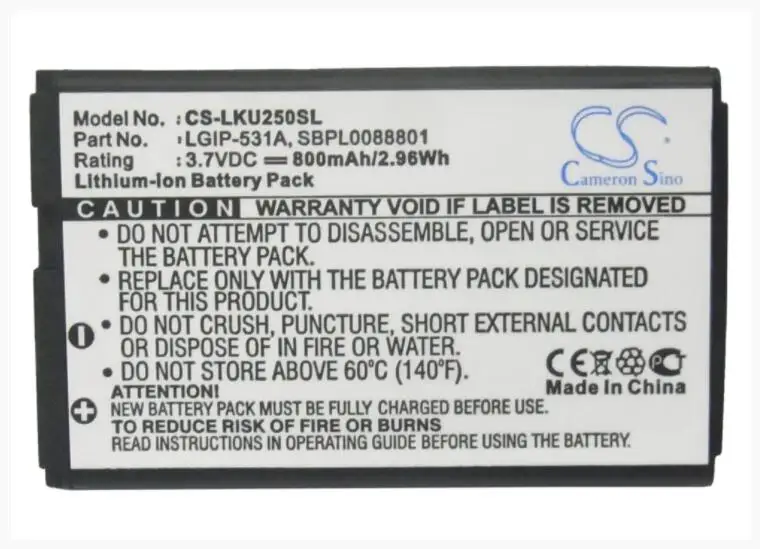 Model No.: CS-LKU250SL
Part No.: LGIP-531A, SBPL0088801
Rating : 3.7VDC 800mAh/2.96Wh
Lithium-Ion Battery Pack
CS
Cameron Sino
CAUTION WARRANTY VOID IF LABEL IS REMOVED
• DO NOT ATTEMPT TO DISASSEMBLE, OPEN OR SERVICE
THE BATTERY PACK.
• REPLACE ONLY WITH THE BATTERY PACK DESIGNATED
FOR THIS PRODUCT.
• DO NOT CRUSH, PUNCTURE, SHORT EXTERNAL CONTACTS
OR DISPOSE OF IN FIRE OR WATER.
• DO NOT STORE ABOVE 60°C (140°F).
CE
Made In China
ATTENTION!
NEW BATTERY PACK MUST BE FULLY CHARGED BEFORE USE.
TO REDUCE RISK OF FIRE OR BURNS
READ INSTRUCTIONS IN OPERATING GUIDE BEFORE USING THE BATTERY.